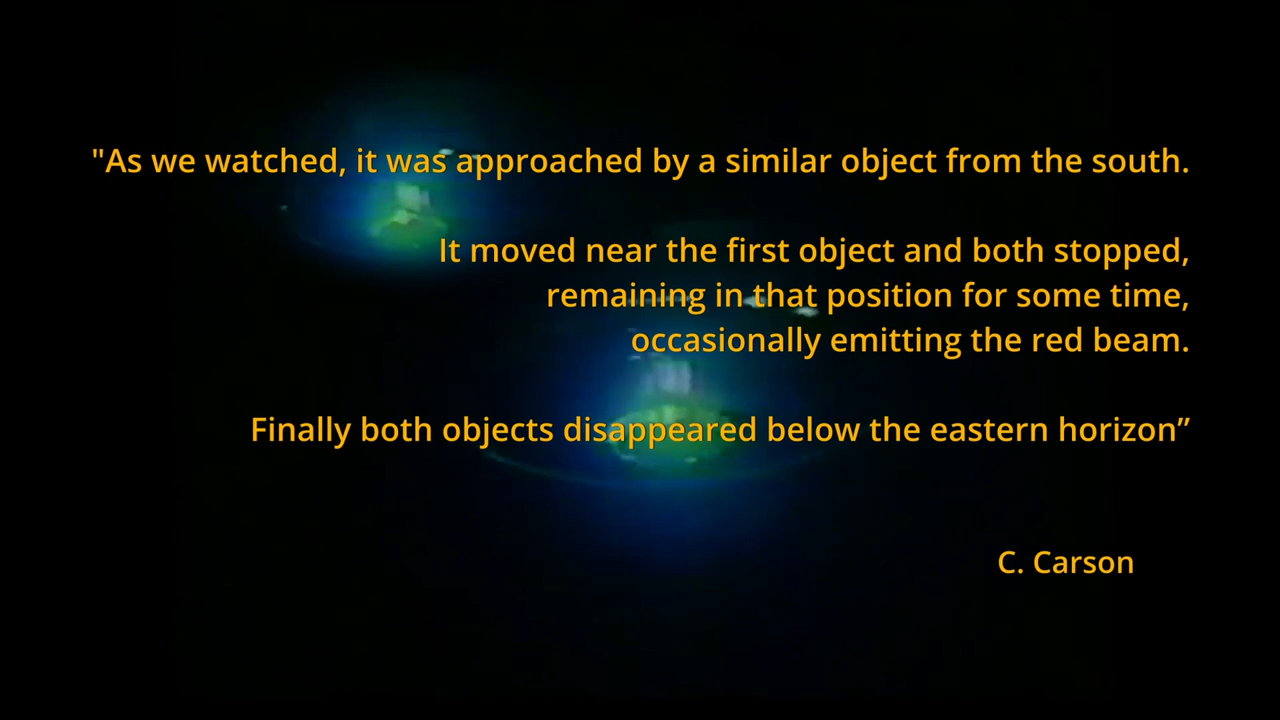 "As we watched, it was approached by a similar object from the south.
It moved near the first object and both stopped,
remaining in that position for some time,
occasionally emitting the red beam.
Finally both objects disappeared below the eastern horizon”
C. Carson